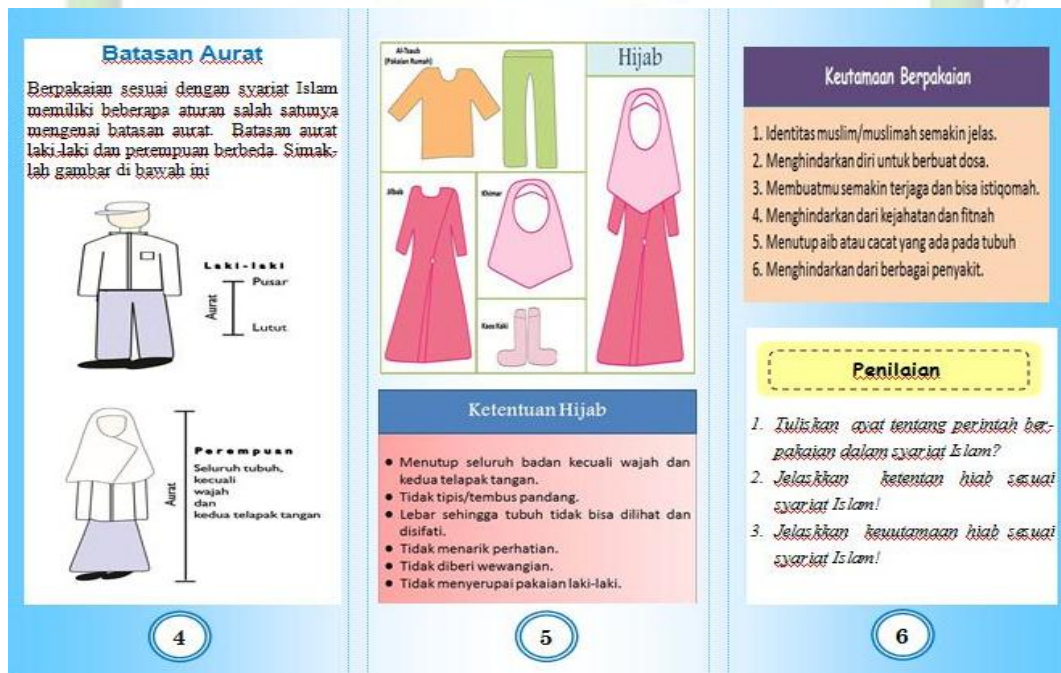 Batasan Aurat
Berpakaian sesuai dengan syariat Islam
memiliki beberapa aturan salah satunya
mengenai batasan aurat. Batasan aurat
laki-laki dan perempuan berbeda. Simak-
lah gambar di bawah ini
Laki-laki
Pusar
Aurat
Lutut
Perempuan
Seluruh tubuh,
kecuali
wajah
dan
kedua telapak tangan
Aurat
4
Al-Tsaub
(Pakaian Rumah)
Hijab
Jilbab
Khimar
Kaos Kaki
Ketentuan Hijab
• Menutup seluruh badan kecuali wajah dan
kedua telapak tangan.
• Tidak tipis/tembus pandang.
• Lebar sehingga tubuh tidak bisa dilihat dan
disifati.
• Tidak menarik perhatian.
• Tidak diberi wewangian.
• Tidak menyerupai pakaian laki-laki.
5
Keutamaan Berpakaian
1. Identitas muslim/muslimah semakin jelas.
2. Menghindarkan diri untuk berbuat dosa.
3. Membuatmu semakin terjaga dan bisa istiqomah.
4. Menghindarkan dari kejahatan dan fitnah
5. Menutup aib atau cacat yang ada pada tubuh
6. Menghindarkan dari berbagai penyakit.
Penilaian
1. Tuliskan ayat tentang perintah ber-
pakaian dalam syariat Islam?
2. Jelaskkan ketentan hiab sesuai
syariat Islam!
3. Jelaskkan keuutamaan hiab sesuai
syariat Islam!
6